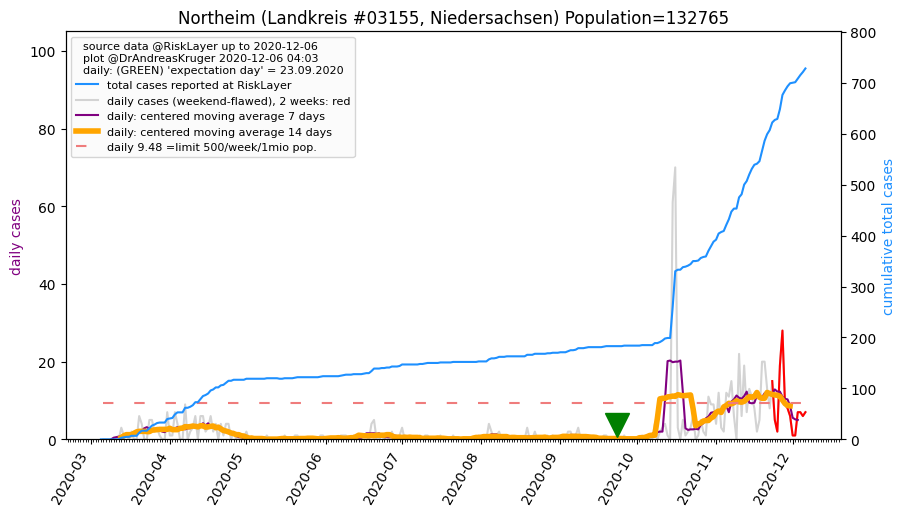 Northeim (Landkreis #03155, Niedersachsen) Population=132765
source data @RiskLayer up to 2020-12-06
plot @DrAndreasKruger 2020-12-06 04:03
daily: (GREEN) 'expectation day' = 23.09.2020
total cases reported at RiskLayer
daily cases (weekend-flawed), 2 weeks: red
daily: centered moving average 7 days
daily: centered moving average 14 days
daily 9.48 =limit 500/week/1mio pop.
daily cases
100
80
60
40
20
0
cumulative total cases
800
700
600
500
400
300
200
100
0
2020-03
2020-04
2020-05
2020-06
2020-07
2020-08
2020-09
2020-10
2020-11
2020-12